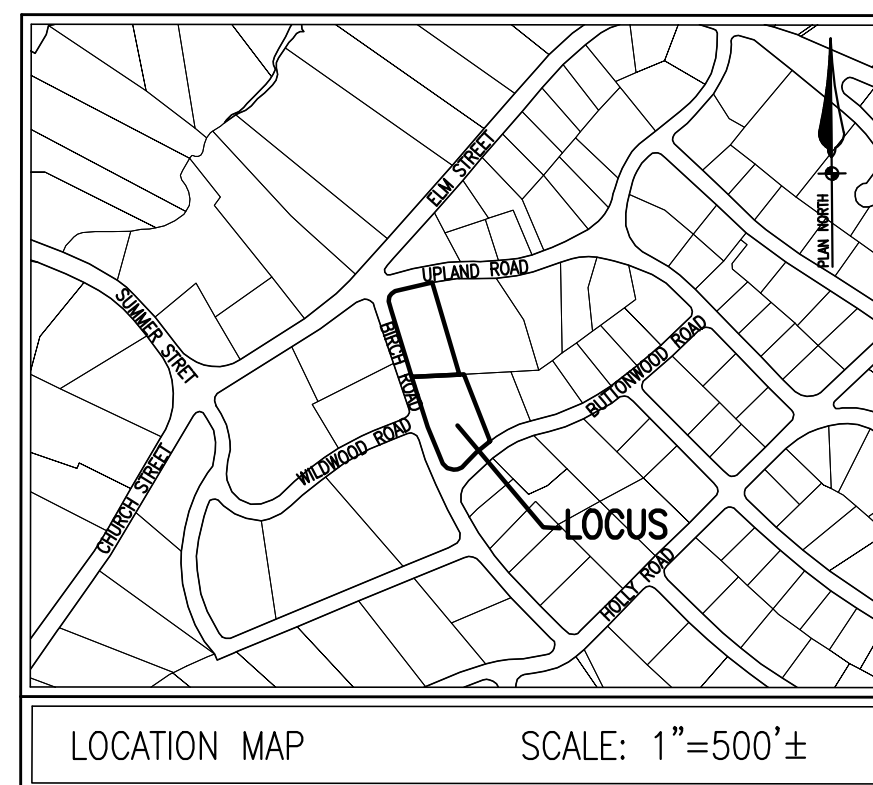 ELM STREET
PLAN NORTH
UPLAND ROAD
SUMMER STRET
BIRCH ROAD
BUTTONWOOD ROAD
WILDWOOD ROAD
CHURCH STREET
LOCUS
HOLLY ROAD
LOCATION MAP SCALE: 1"=500'±